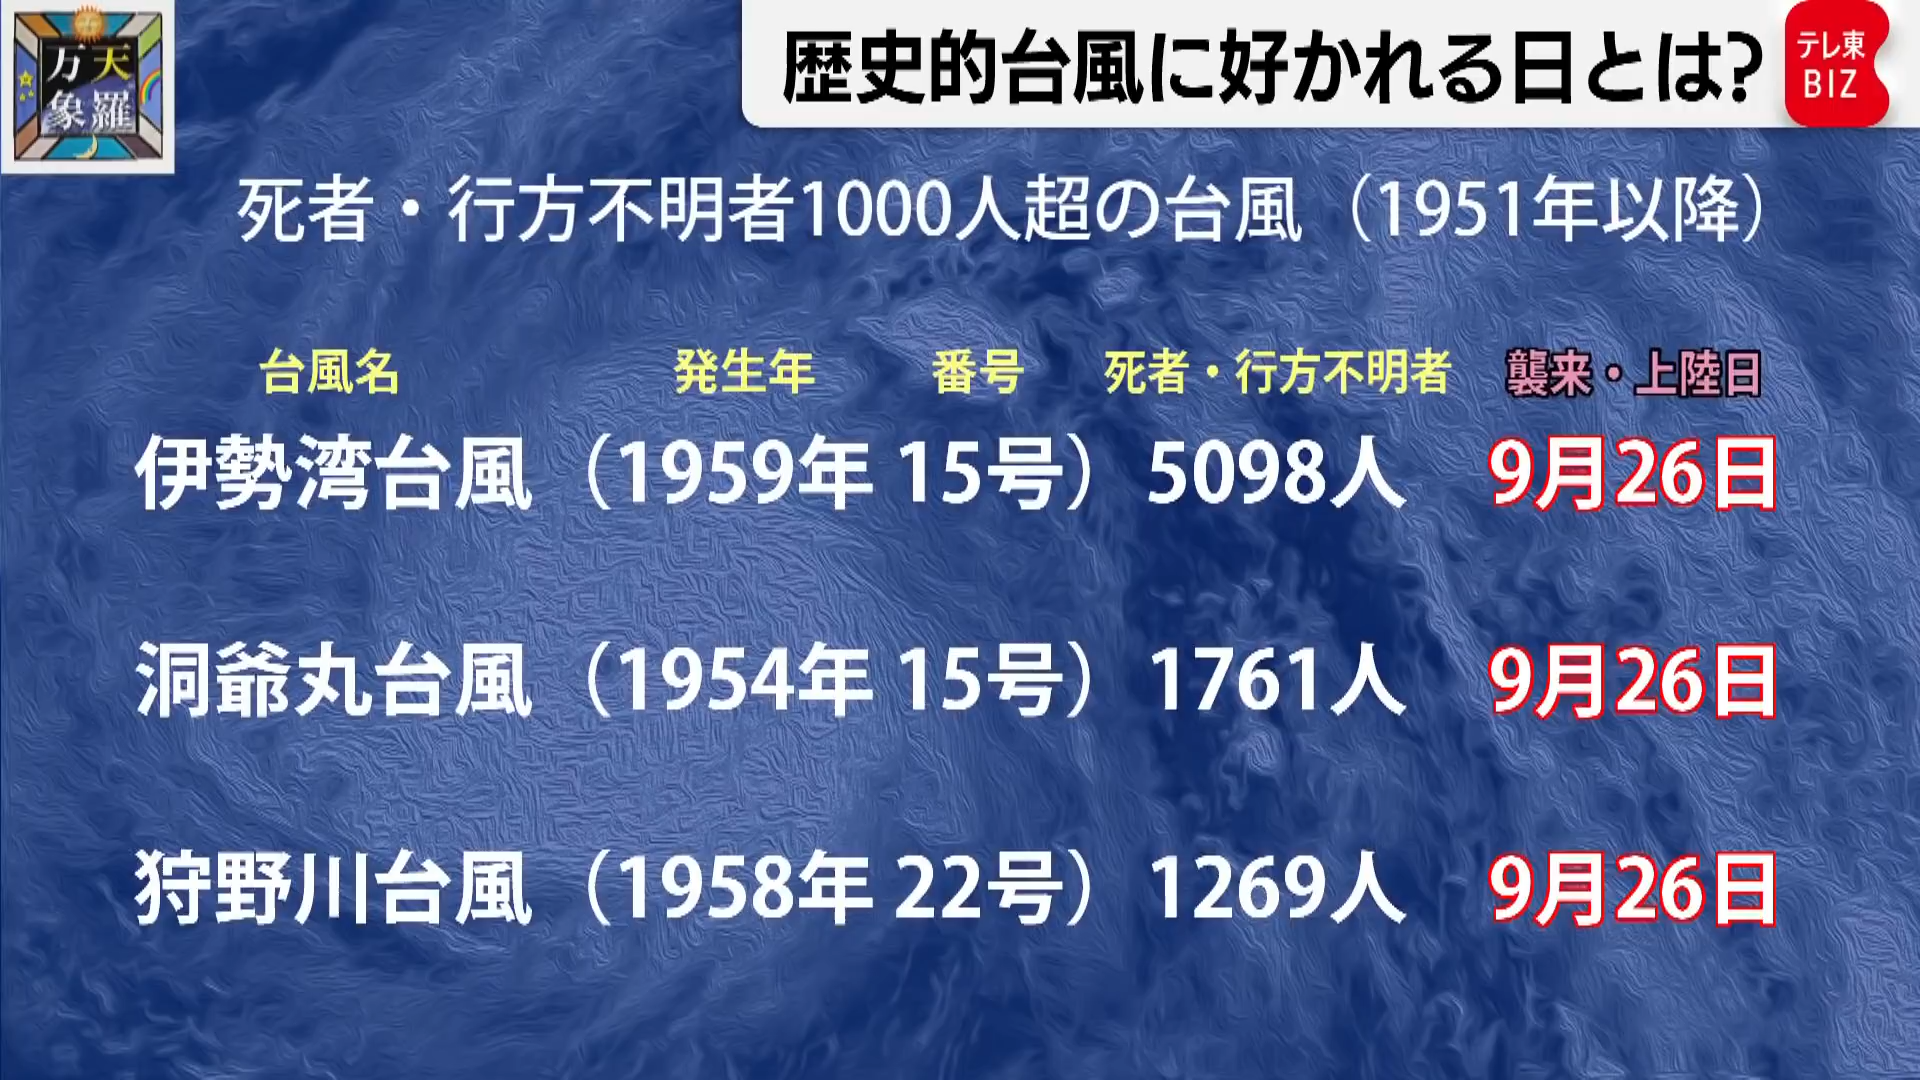 天羅
万象
歴史的台風に好かれる日とは?
テレ東
BIZ
死者・行方不明者1000人超の台風（1951年以降）
台風名 発生年 番号 死者・行方不明者 襲来・上陸日
伊勢湾台風（1959年 15号）5098人 9月26日
洞爺丸台風（1954年 15号）1761人 9月26日
狩野川台風（1958年 22号）1269人 9月26日